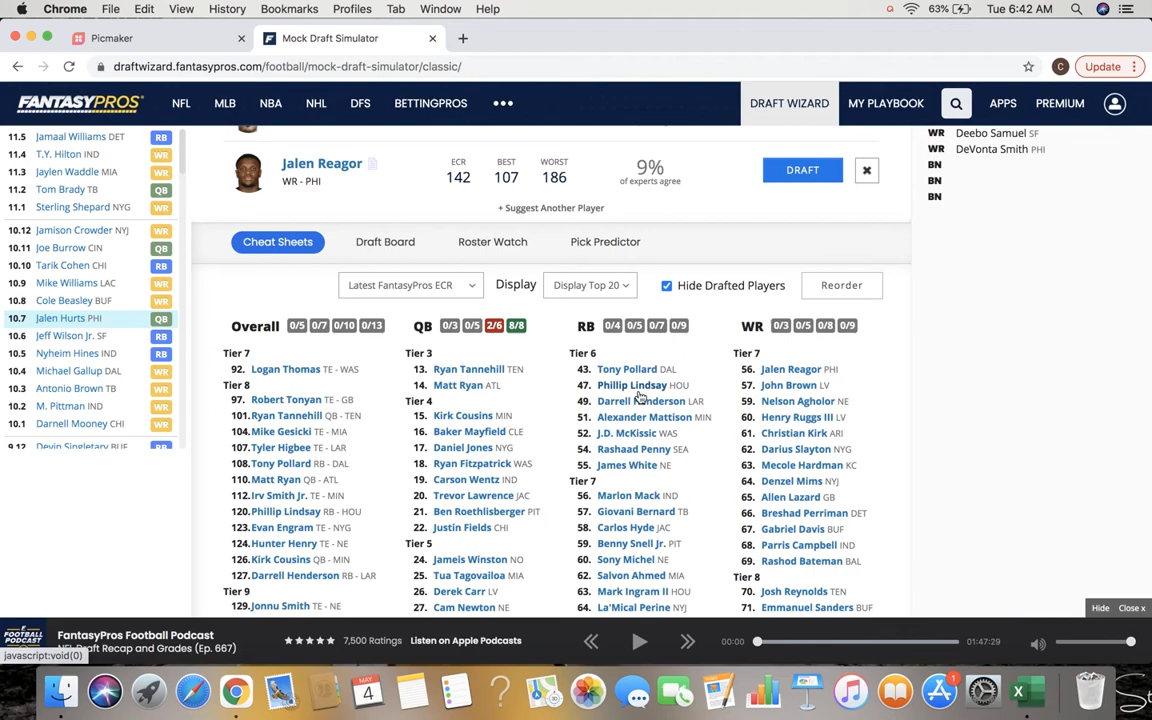 Chrome File Edit View History Bookmarks Profiles Tab Window Help 63% Tue 6:42 AM
Picmaker Mock Draft Simulator
draftwizard.fantasypros.com/football/mock-draft-simulator/classic/ C Update
FANTASYPROS NFL MLB NBA NHL DFS BETTINGPROS DRAFT WIZARD MY PLAYBOOK APPS PREMIUM
11.5 Jamaal Williams DET RB
11.4 T.Y. Hilton IND WR
11.3 Jaylen Waddle MIA WR
11.2 Tom Brady TB QB
11.1 Sterling Shepard NYG WR
10.12 Jamison Crowder NYJ WR
10.11 Joe Burrow CIN QB
10.10 Tarik Cohen CHI RB
10.9 Mike Williams LAC WR
10.8 Cole Beasley BUF WR
10.7 Jalen Hurts PHI QB
10.6 Jeff Wilson Jr. SF RB
10.5 Nyheim Hines IND RB
10.4 Michael Gallup DAL WR
10.3 Antonio Brown TB WR
10.2 M. Pittman IND WR
10.1 Darnell Mooney CHI WR
9.12 Devin Singletary BUF RB
Jalen Reagor
WR - PHI
ECR BEST WORST
142 107 186
9%
of experts agree
DRAFT
+ Suggest Another Player
WR Deebo Samuel SF
WR DeVonta Smith PHI
BN
BN
BN
Cheat Sheets Draft Board Roster Watch Pick Predictor
Latest FantasyPros ECR Display Display Top 20 Hide Drafted Players Reorder
Overall 0/5 0/7 0/10 0/13
Tier 7
92. Logan Thomas TE - WAS
Tier 8
97. Robert Tonyan TE - GB
101. Ryan Tannehill QB - TEN
104. Mike Gesicki TE - MIA
107. Tyler Higbee TE - LAR
108. Tony Pollard RB - DAL
110. Matt Ryan QB - ATL
112. Irv Smith Jr. TE - MIN
120. Phillip Lindsay RB - HOU
123. Evan Engram TE - NYG
124. Hunter Henry TE - NE
126. Kirk Cousins QB - MIN
127. Darrell Henderson RB - LAR
Tier 9
129. Jonnu Smith TE - NE
QB 0/3 0/5 2/6 8/8
Tier 3
13. Ryan Tannehill TEN
14. Matt Ryan ATL
Tier 4
15. Kirk Cousins MIN
16. Baker Mayfield CLE
17. Daniel Jones NYG
18. Ryan Fitzpatrick WAS
19. Carson Wentz IND
20. Trevor Lawrence JAC
21. Ben Roethlisberger PIT
22. Justin Fields CHI
Tier 5
24. Jameis Winston NO
25. Tua Tagovailoa MIA
26. Derek Carr LV
27. Cam Newton NE
RB 0/4 0/5 0/7 0/9
Tier 6
43. Tony Pollard DAL
47. Phillip Lindsay HOU
49. Darrell Henderson LAR
51. Alexander Mattison MIN
52. J.D. McKissic WAS
54. Rashaad Penny SEA
55. James White NE
Tier 7
56. Marlon Mack IND
57. Giovani Bernard TB
58. Carlos Hyde JAC
59. Benny Snell Jr. PIT
60. Sony Michel NE
62. Salvon Ahmed MIA
63. Mark Ingram II HOU
64. La'Mical Perine NYJ
WR 0/3 0/5 0/8 0/9
Tier 7
56. Jalen Reagor PHI
57. John Brown LV
59. Nelson Agholor NE
60. Henry Ruggs III LV
61. Christian Kirk ARI
62. Darius Slayton NYG
63. Mecole Hardman KC
64. Denzel Mims NYJ
65. Allen Lazard GB
66. Breshad Perriman DET
67. Gabriel Davis BUF
68. Parris Campbell IND
69. Rashod Bateman BAL
Tier 8
70. Josh Reynolds TEN
71. Emmanuel Sanders BUF
Hide Close x
FANTASYPROS
FOOTBALL
PODCAST
FantasyPros Football Podcast
NFL Draft Recap and Grades (Ep. 667)
7,500 Ratings Listen on Apple Podcasts
00:00 01:47:29
javascript:void(0)
MAY
4
1